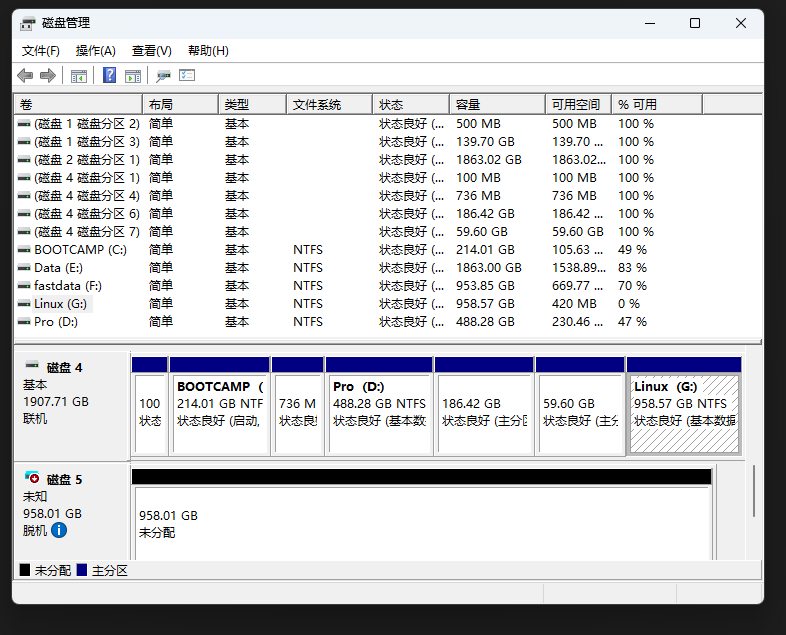 磁盘管理
文件(F) 操作(A) 查看(V) 帮助(H)
卷 布局 类型 文件系统 状态 容量 可用空间 % 可用
(磁盘 1 磁盘分区 2) 简单 基本 状态良好 (... 500 MB 500 MB 100 %
(磁盘 1 磁盘分区 3) 简单 基本 状态良好 (... 139.70 GB 139.70 ... 100 %
(磁盘 2 磁盘分区 1) 简单 基本 状态良好 (... 1863.02 GB 1863.02... 100 %
(磁盘 4 磁盘分区 1) 简单 基本 状态良好 (... 100 MB 100 MB 100 %
(磁盘 4 磁盘分区 4) 简单 基本 状态良好 (... 736 MB 736 MB 100 %
(磁盘 4 磁盘分区 6) 简单 基本 状态良好 (... 186.42 GB 186.42 ... 100 %
(磁盘 4 磁盘分区 7) 简单 基本 状态良好 (... 59.60 GB 59.60 GB 100 %
BOOTCAMP (C:) 简单 基本 NTFS 状态良好 (... 214.01 GB 105.63 ... 49 %
Data (E:) 简单 基本 NTFS 状态良好 (... 1863.00 GB 1538.89... 83 %
fastdata (F:) 简单 基本 NTFS 状态良好 (... 953.85 GB 669.77 ... 70 %
Linux (G:) 简单 基本 NTFS 状态良好 (... 958.57 GB 420 MB 0 %
Pro (D:) 简单 基本 NTFS 状态良好 (... 488.28 GB 230.46 ... 47 %
磁盘 4
基本
1907.71 GB
联机
100
状态
BOOTCAMP (
214.01 GB NTF
状态良好 (启动,
736 M
状态良
Pro (D:)
488.28 GB NTFS
状态良好 (基本数
186.42 GB
状态良好 (主分
59.60 GB
状态良好 (主分
Linux (G:)
958.57 GB NTFS
状态良好 (基本数据
磁盘 5
未知
958.01 GB
脱机
958.01 GB
未分配
未分配 主分区